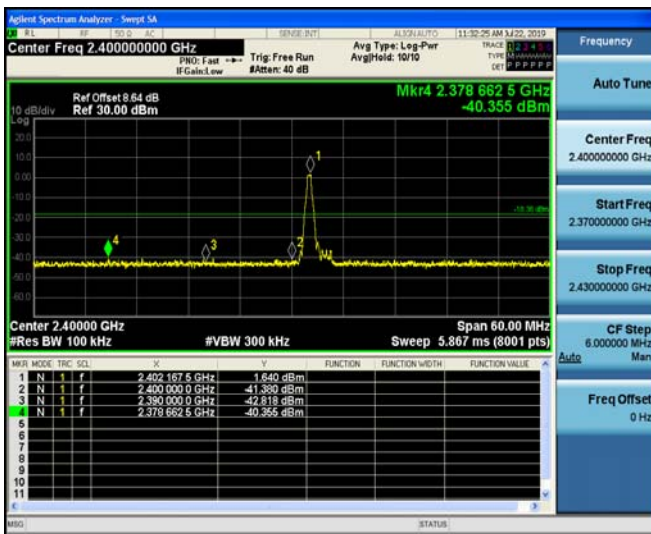 Agilent Spectrum Analyzer - Swept SA
RL RF 50 Ω AC SENSE:INT ALIGN AUTO 11:32:25 AM Jul 22, 2019
Center Freq 2.400000000 GHz
PNO: Fast
IFGain:Low
Trig: Free Run
#Atten: 40 dB
Avg Type: Log-Pwr
Avg|Hold: 10/10
TRACE 1 2 3 4 5 6
TYPE M
DET P P P P P P
Mkr4 2.378 662 5 GHz
-40.355 dBm
Ref Offset 8.64 dB
Ref 30.00 dBm
10 dB/div
Log
20.0
10.0
0.00
-10.0
-20.0
-30.0
-40.0
-50.0
-60.0
1
2
3
4
Center 2.40000 GHz
#Res BW 100 kHz
#VBW 300 kHz
Span 60.00 MHz
Sweep 5.867 ms (8001 pts)
MKR MODE TRC SCL X Y FUNCTION FUNCTION WIDTH FUNCTION VALUE
1 N 1 f 2.402 167 5 GHz 1.640 dBm
2 N 1 f 2.400 000 0 GHz -41.380 dBm
3 N 1 f 2.390 000 0 GHz -42.818 dBm
4 N 1 f 2.378 662 5 GHz -40.355 dBm
5
6
7
8
9
10
11
MSG STATUS
Frequency
Auto Tune
Center Freq
2.400000000 GHz
Start Freq
2.370000000 GHz
Stop Freq
2.430000000 GHz
CF Step
6.000000 MHz
Auto Man
Freq Offset
0 Hz